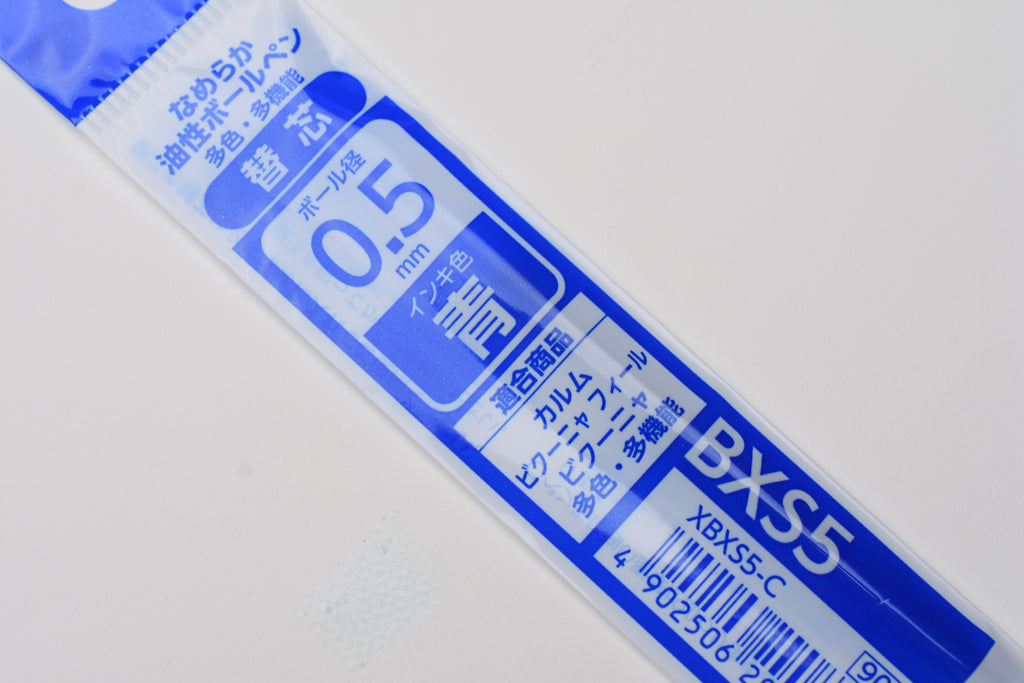 なめらか
油性ボールペン
多色・多機能
替芯
ボール径
0.5
mm
インキ色
青
適合商品
カルム
ビクーニャ フィール
ビクーニャ
多色・多機能
BXS5
XBXS5-C
4 902506